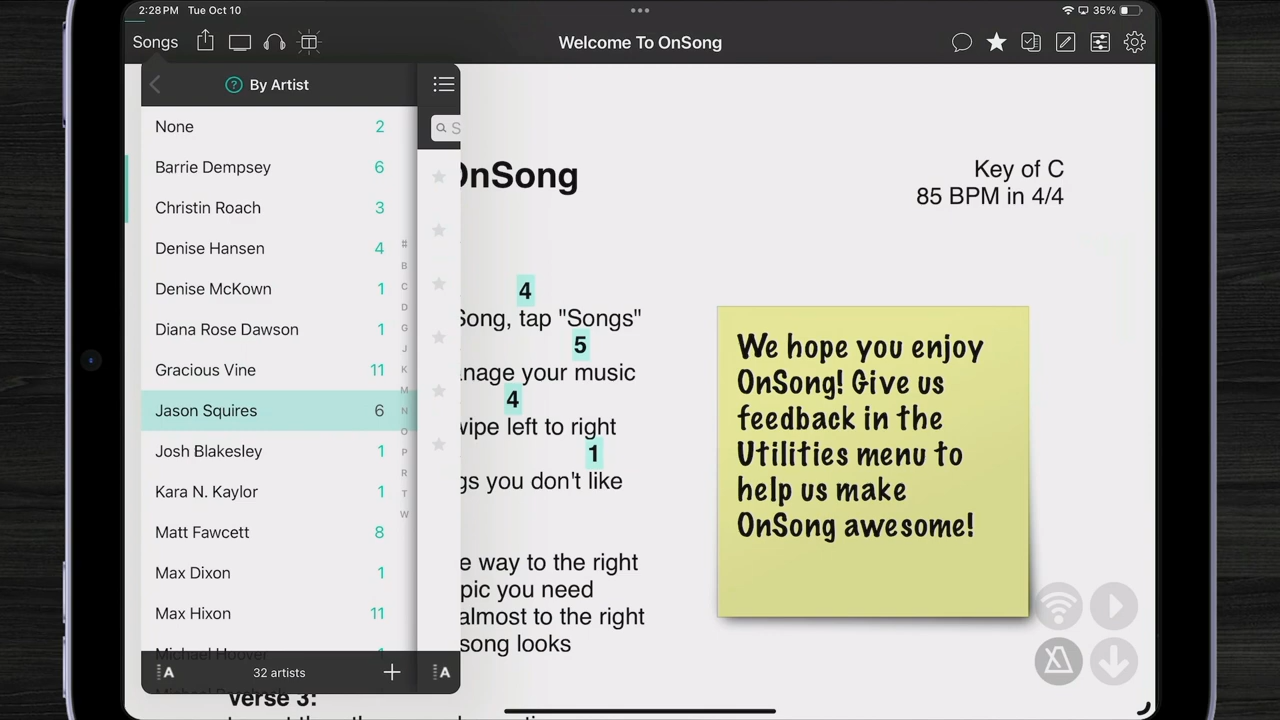 2:28 PM Tue Oct 10
35%
Songs
Welcome To OnSong
By Artist
None 2
Barrie Dempsey 6
Christin Roach 3
Denise Hansen 4
Denise McKown 1
Diana Rose Dawson 1
Gracious Vine 11
Jason Squires 6
Josh Blakesley 1
Kara N. Kaylor 1
Matt Fawcett 8
Max Dixon 1
Max Hixon 11
Michael Hoover 1
#
B
C
D
G
J
K
M
N
O
P
R
T
W
A
32 artists
A
S
OnSong
Key of C
85 BPM in 4/4
4
Song, tap "Songs"
5
anage your music
4
wipe left to right
1
gs you don't like
e way to the right
pic you need
almost to the right
song looks
Verse 3:
We hope you enjoy
OnSong! Give us
feedback in the
Utilities menu to
help us make
OnSong awesome!